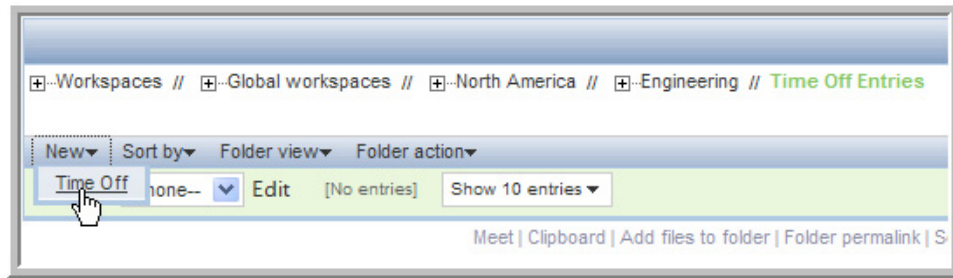 Workspaces // Global workspaces // North America // Engineering // Time Off Entries
New Sort by Folder view Folder action
Time Off Edit [No entries] Show 10 entries
Meet | Clipboard | Add files to folder | Folder permalink |